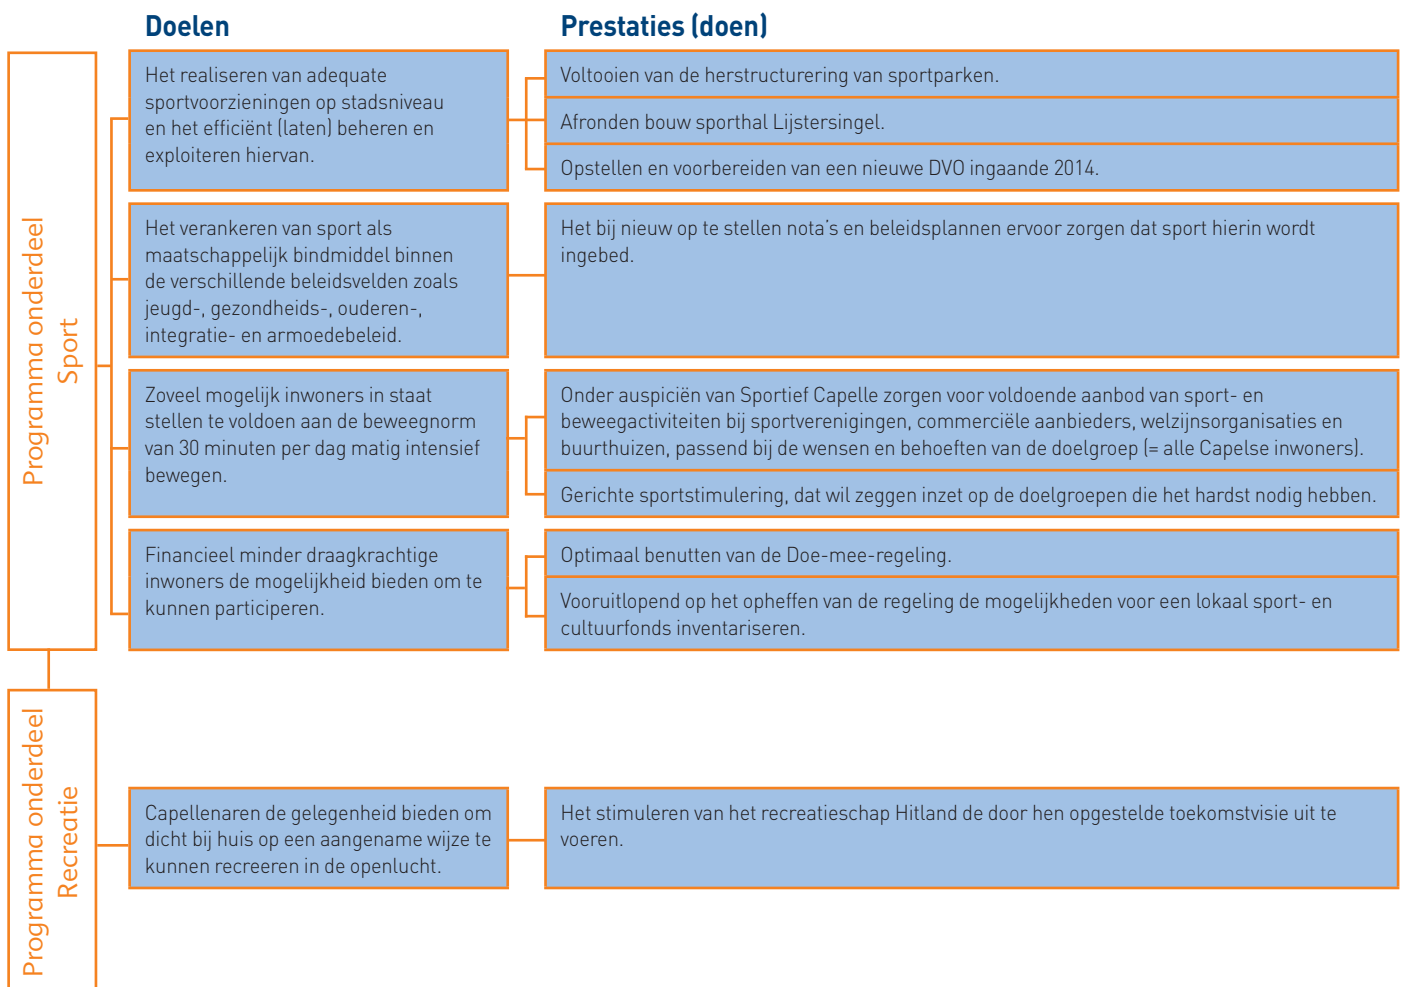 Doelen
Prestaties (doen)
Programma onderdeel
Sport
Het realiseren van adequate
sportvoorzieningen op stadsniveau
en het efficiënt (laten) beheren en
exploiteren hiervan.
Voltooien van de herstructurering van sportparken.
Afronden bouw sporthal Lijstersingel.
Opstellen en voorbereiden van een nieuwe DVO ingaande 2014.
Het verankeren van sport als
maatschappelijk bindmiddel binnen
de verschillende beleidsvelden zoals
jeugd-, gezondheids-, ouderen-,
integratie- en armoedebeleid.
Het bij nieuw op te stellen nota's en beleidsplannen ervoor zorgen dat sport hierin wordt
ingebed.
Zoveel mogelijk inwoners in staat
stellen te voldoen aan de beweegnorm
van 30 minuten per dag matig intensief
bewegen.
Onder auspiciën van Sportief Capelle zorgen voor voldoende aanbod van sport- en
beweegactiviteiten bij sportverenigingen, commerciële aanbieders, welzijnsorganisaties en
buurthuizen, passend bij de wensen en behoeften van de doelgroep (= alle Capelse inwoners).
Gerichte sportstimulering, dat wil zeggen inzet op de doelgroepen die het hardst nodig hebben.
Financieel minder draagkrachtige
inwoners de mogelijkheid bieden om te
kunnen participeren.
Optimaal benutten van de Doe-mee-regeling.
Vooruitlopend op het opheffen van de regeling de mogelijkheden voor een lokaal sport- en
cultuurfonds inventariseren.
Programma onderdeel
Recreatie
Capellenaren de gelegenheid bieden om
dicht bij huis op een aangename wijze te
kunnen recreeren in de openlucht.
Het stimuleren van het recreatieschap Hitland de door hen opgestelde toekomstvisie uit te
voeren.